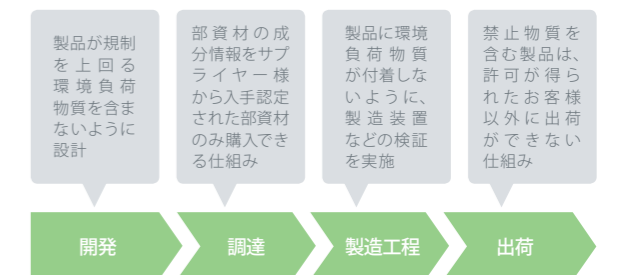 製品が規制
を上回る
環境負荷
物質を含ま
ないように
設計
部資材の成
分情報をサプ
ライヤー様
から入手認定
された部資材
のみ購入でき
る仕組み
製品に環境
負荷物質
が付着しな
いように、
製造装置
などの検証
を実施
禁止物質を
含む製品は、
許可が得ら
れたお客様
以外に出荷
ができない
仕組み
開発
調達
製造工程
出荷